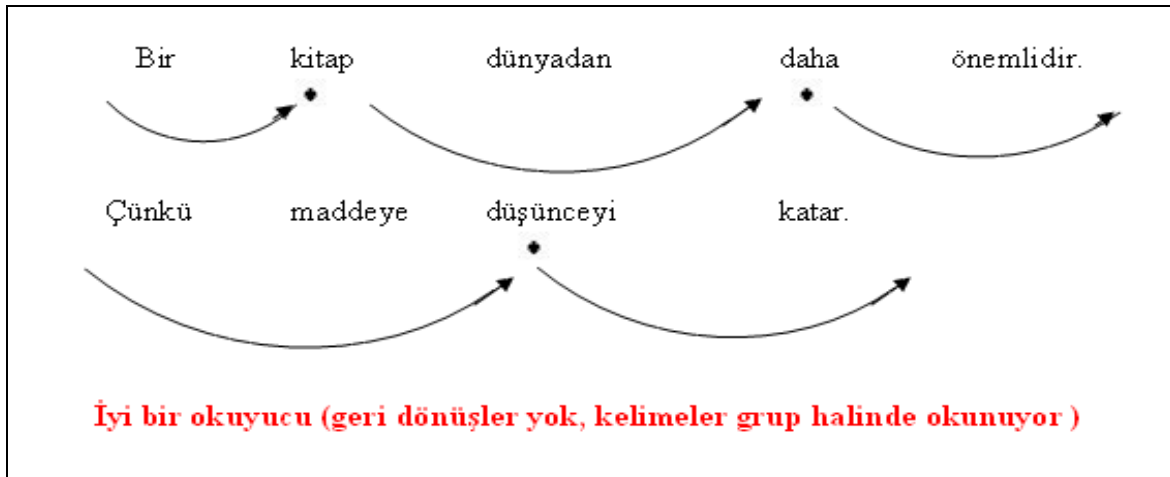 Bir kitap dünyadan daha önemlidir.
Çünkü maddeye düşünceyi katar.
İyi bir okuyucu (geri dönüşler yok, kelimeler grup halinde okunuyor )